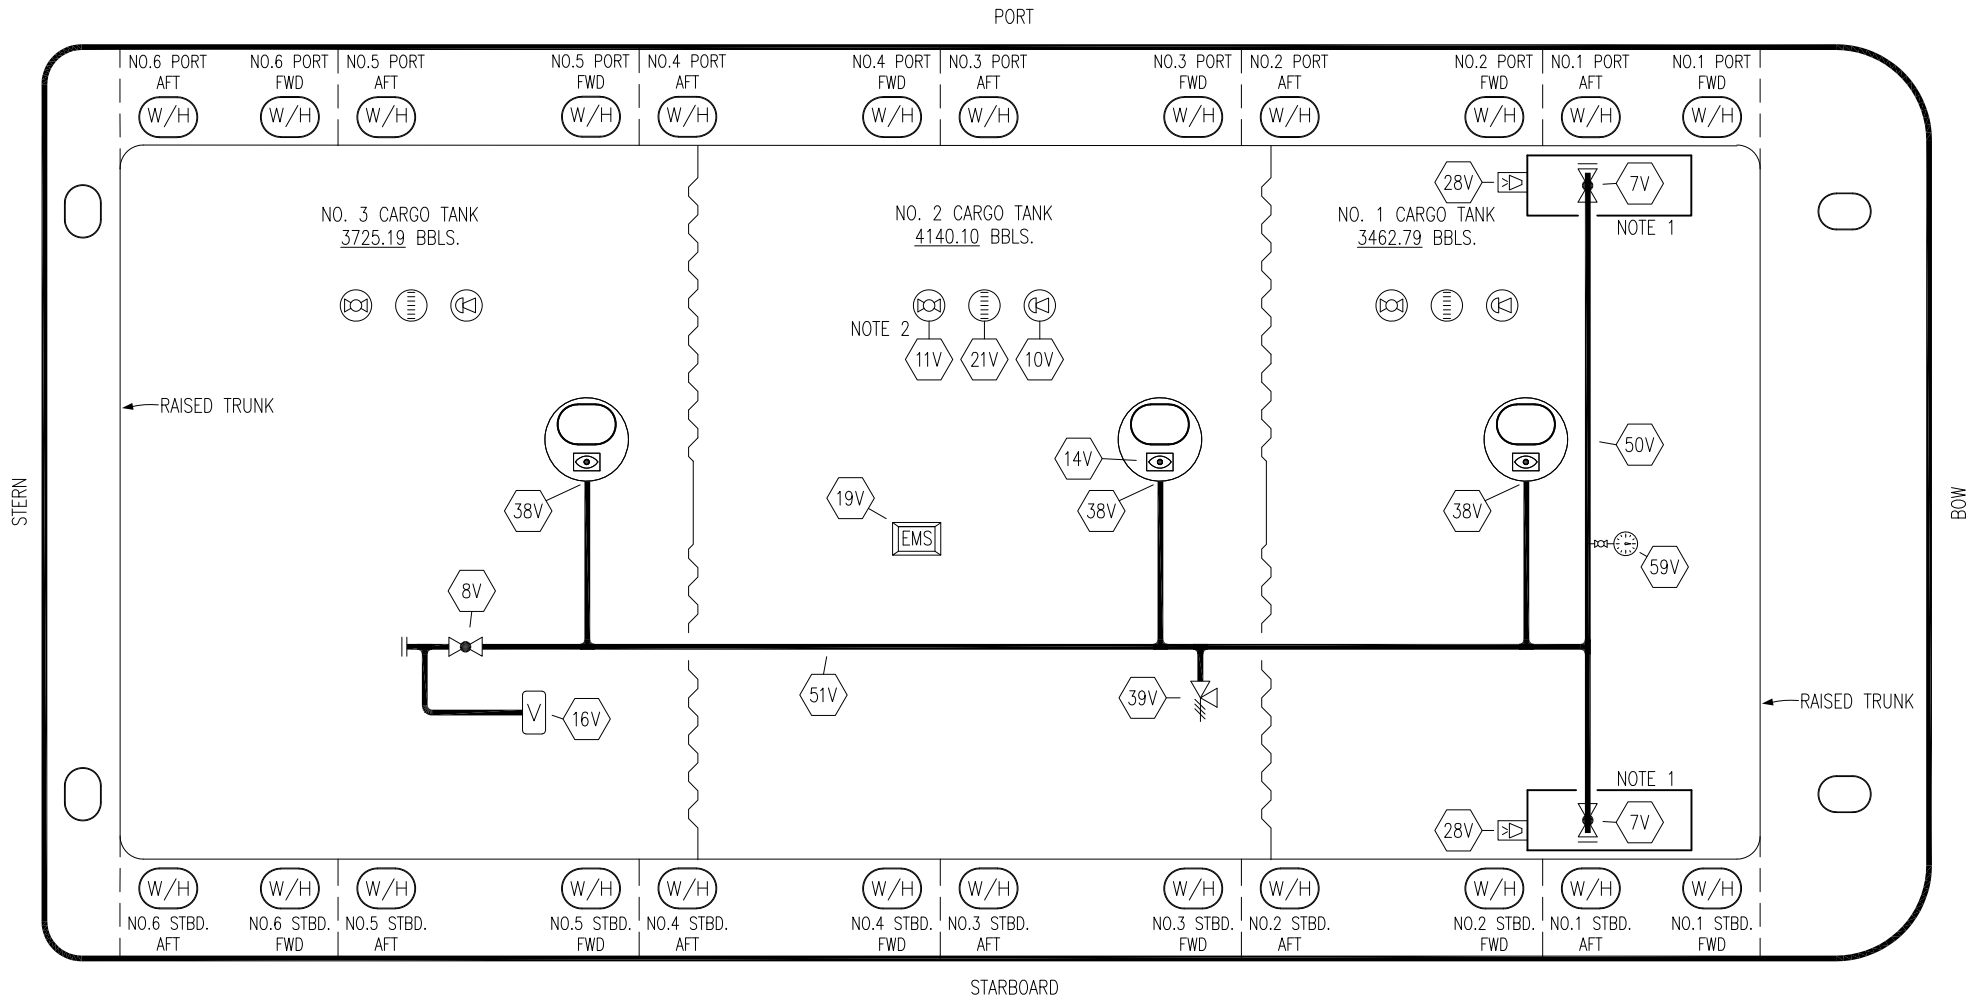 PORT
NO.6 PORT
AFT
W/H
NO.6 PORT
FWD
W/H
NO.5 PORT
AFT
W/H
NO.5 PORT
FWD
W/H
NO.4 PORT
AFT
W/H
NO.4 PORT
FWD
W/H
NO.3 PORT
AFT
W/H
NO.3 PORT
FWD
W/H
NO.2 PORT
AFT
W/H
NO.2 PORT
FWD
W/H
NO.1 PORT
AFT
W/H
NO.1 PORT
FWD
W/H
NO. 3 CARGO TANK
3725.19 BBLS.
NO. 2 CARGO TANK
4140.10 BBLS.
NO. 1 CARGO TANK
3462.79 BBLS.
28V
7V
NOTE 1
NOTE 2
11V
21V
10V
RAISED TRUNK
STERN
BOW
38V
14V
38V
38V
50V
19V
EMS
59V
8V
51V
39V
V
16V
RAISED TRUNK
NOTE 1
28V
7V
W/H
NO.6 STBD.
AFT
W/H
NO.6 STBD.
FWD
W/H
NO.5 STBD.
AFT
W/H
NO.5 STBD.
FWD
W/H
NO.4 STBD.
AFT
W/H
NO.4 STBD.
FWD
W/H
NO.3 STBD.
AFT
W/H
NO.3 STBD.
FWD
W/H
NO.2 STBD.
AFT
W/H
NO.2 STBD.
FWD
W/H
NO.1 STBD.
AFT
W/H
NO.1 STBD.
FWD
STARBOARD